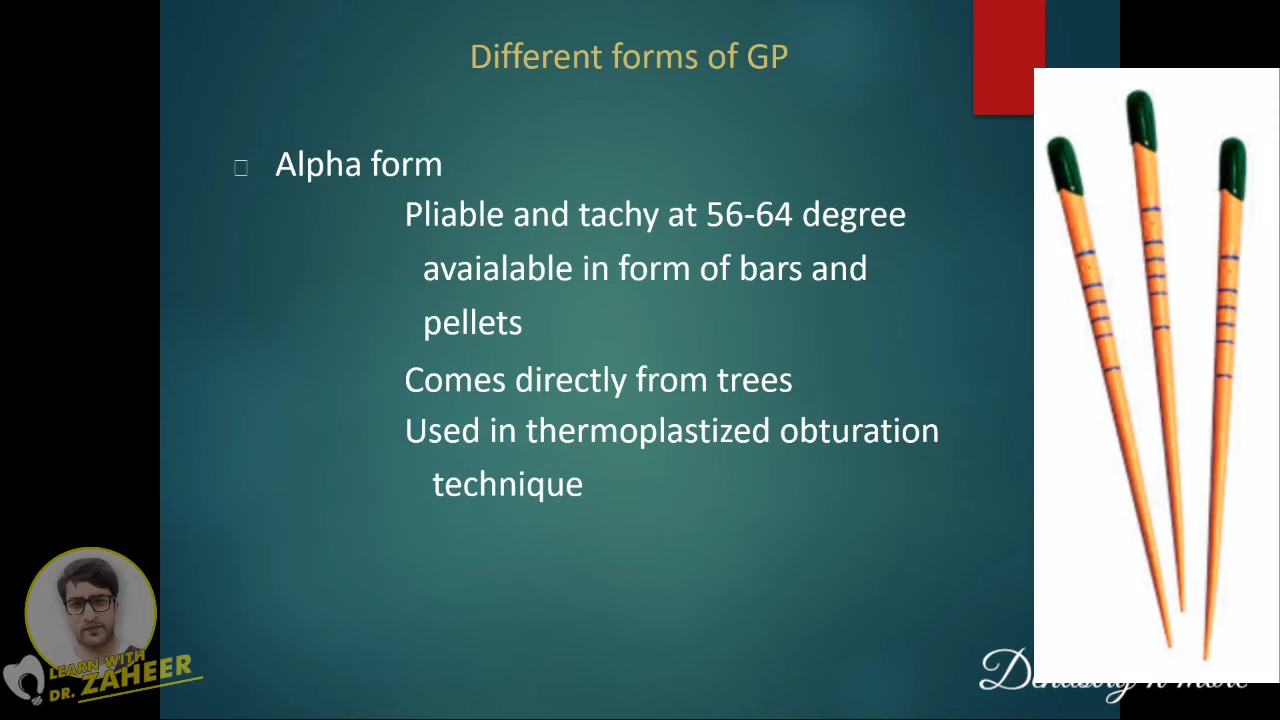 Different forms of GP
Alpha form
Pliable and tachy at 56-64 degree
avaialable in form of bars and
pellets
Comes directly from trees
Used in thermoplastized obturation
technique
LEARN WITH
DR. ZAHEER